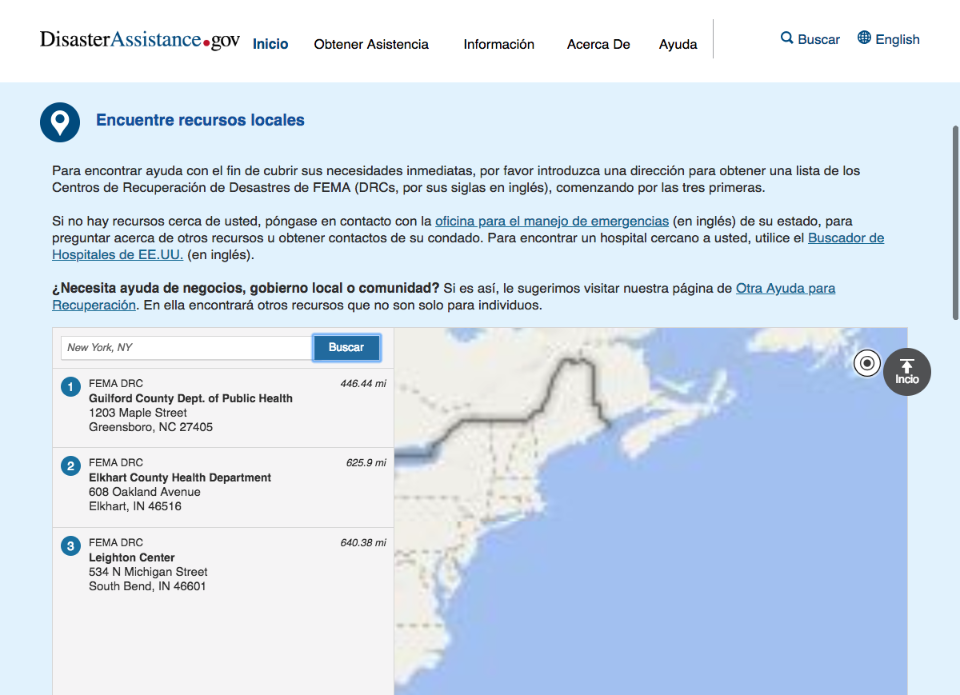 DisasterAssistance.gov
Inicio Obtener Asistencia Información Acerca De Ayuda
Buscar English
Encuentre recursos locales
Para encontrar ayuda con el fin de cubrir sus necesidades inmediatas, por favor introduzca una dirección para obtener una lista de los
Centros de Recuperación de Desastres de FEMA (DRCs, por sus siglas en inglés), comenzando por las tres primeras.
Si no hay recursos cerca de usted, póngase en contacto con la oficina para el manejo de emergencias (en inglés) de su estado, para
preguntar acerca de otros recursos u obtener contactos de su condado. Para encontrar un hospital cercano a usted, utilice el Buscador de
Hospitales de EE.UU. (en inglés).
¿Necesita ayuda de negocios, gobierno local o comunidad? Si es así, le sugerimos visitar nuestra página de Otra Ayuda para
Recuperación. En ella encontrará otros recursos que no son solo para individuos.
New York, NY Buscar
Incio
1 FEMA DRC 446.44 mi
Guilford County Dept. of Public Health
1203 Maple Street
Greensboro, NC 27405
2 FEMA DRC 625.9 mi
Elkhart County Health Department
608 Oakland Avenue
Elkhart, IN 46516
3 FEMA DRC 640.38 mi
Leighton Center
534 N Michigan Street
South Bend, IN 46601